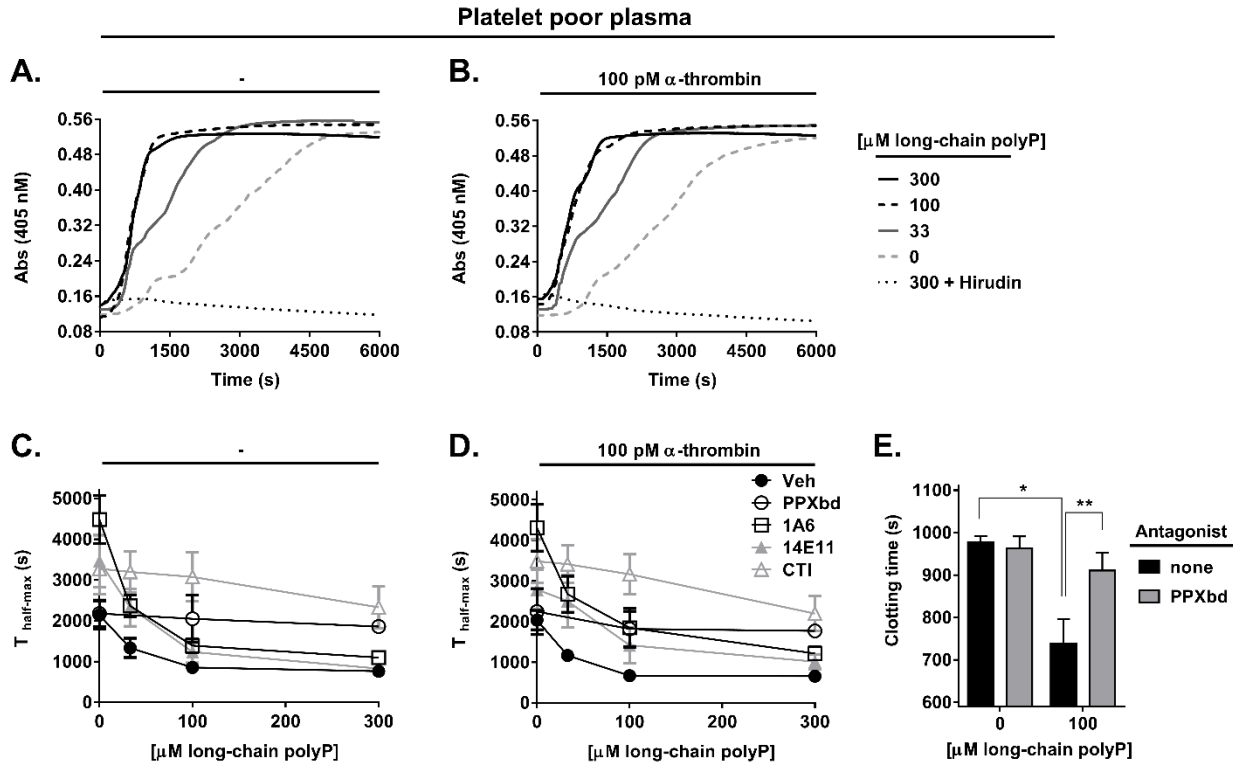 Platelet poor plasma
A.
-
Abs (405 nM)
0.56
0.48
0.40
0.32
0.24
0.16
0.08
0 1500 3000 4500 6000
Time (s)
B.
100 pM α-thrombin
Abs (405 nM)
0.56
0.48
0.40
0.32
0.24
0.16
0.08
0 1500 3000 4500 6000
Time (s)
[μM long-chain polyP]
300
100
33
0
300 + Hirudin
C.
-
T half-max (s)
5000
4000
3000
2000
1000
0
0 100 200 300
[μM long-chain polyP]
D.
100 pM α-thrombin
T half-max (s)
5000
4000
3000
2000
1000
0
0 100 200 300
[μM long-chain polyP]
Veh
PPXbd
1A6
14E11
CTI
E.
Clotting time (s)
1100
1000
900
800
700
600
* **
0 100
[μM long-chain polyP]
Antagonist
none
PPXbd